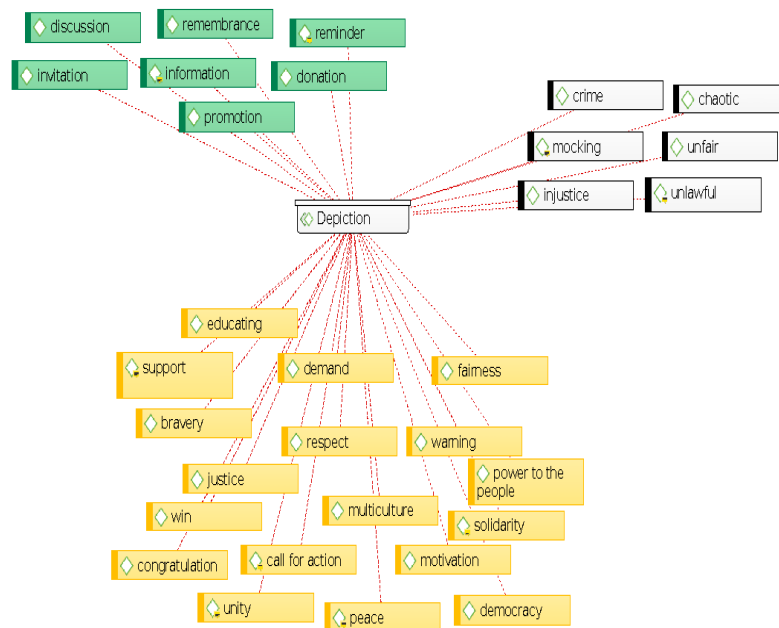 discussion
remembrance
reminder
invitation
information
donation
promotion
crime
chaotic
mocking
unfair
injustice
unlawful
Depiction
educating
support
demand
fairness
bravery
respect
warning
justice
power to the
people
win
multiculture
solidarity
congratulation
call for action
motivation
unity
peace
democracy